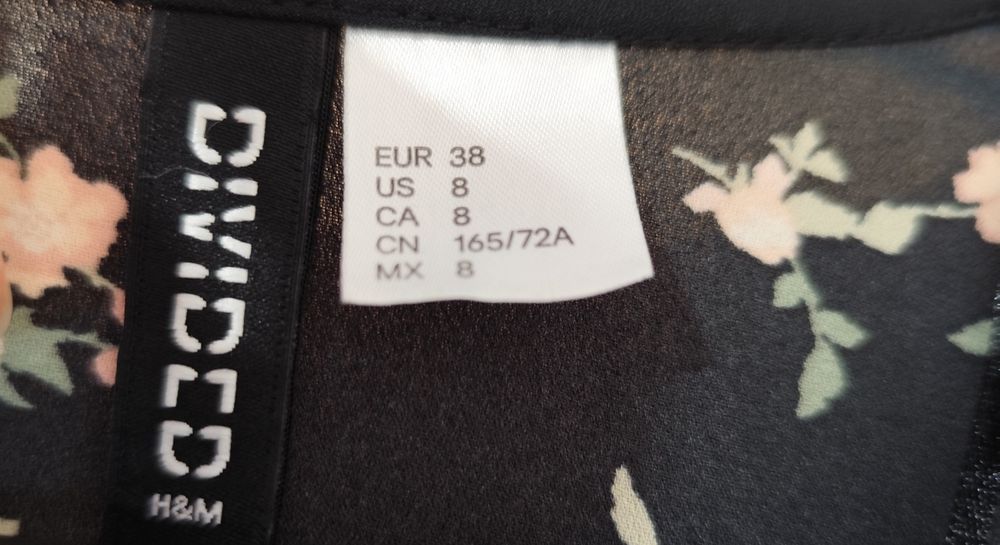 DIVIDED
H&M
EUR 38
US 8
CA 8
CN 165/72A
MX 8